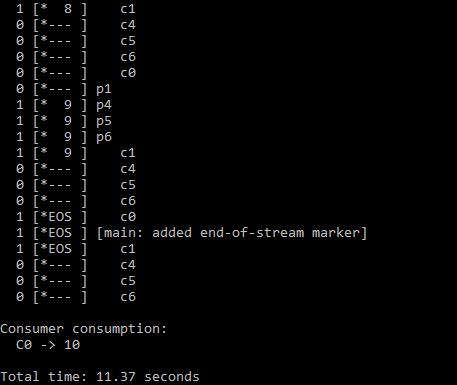 1 [*  8 ]    c1
0 [*--- ]    c4
0 [*--- ]    c5
0 [*--- ]    c6
0 [*--- ]    c0
0 [*--- ] p1
1 [*  9 ] p4
1 [*  9 ] p5
1 [*  9 ] p6
1 [*  9 ]    c1
0 [*--- ]    c4
0 [*--- ]    c5
0 [*--- ]    c6
1 [*EOS ]    c0
1 [*EOS ] [main: added end-of-stream marker]
1 [*EOS ]    c1
0 [*--- ]    c4
0 [*--- ]    c5
0 [*--- ]    c6
Consumer consumption:
C0 -> 10
Total time: 11.37 seconds